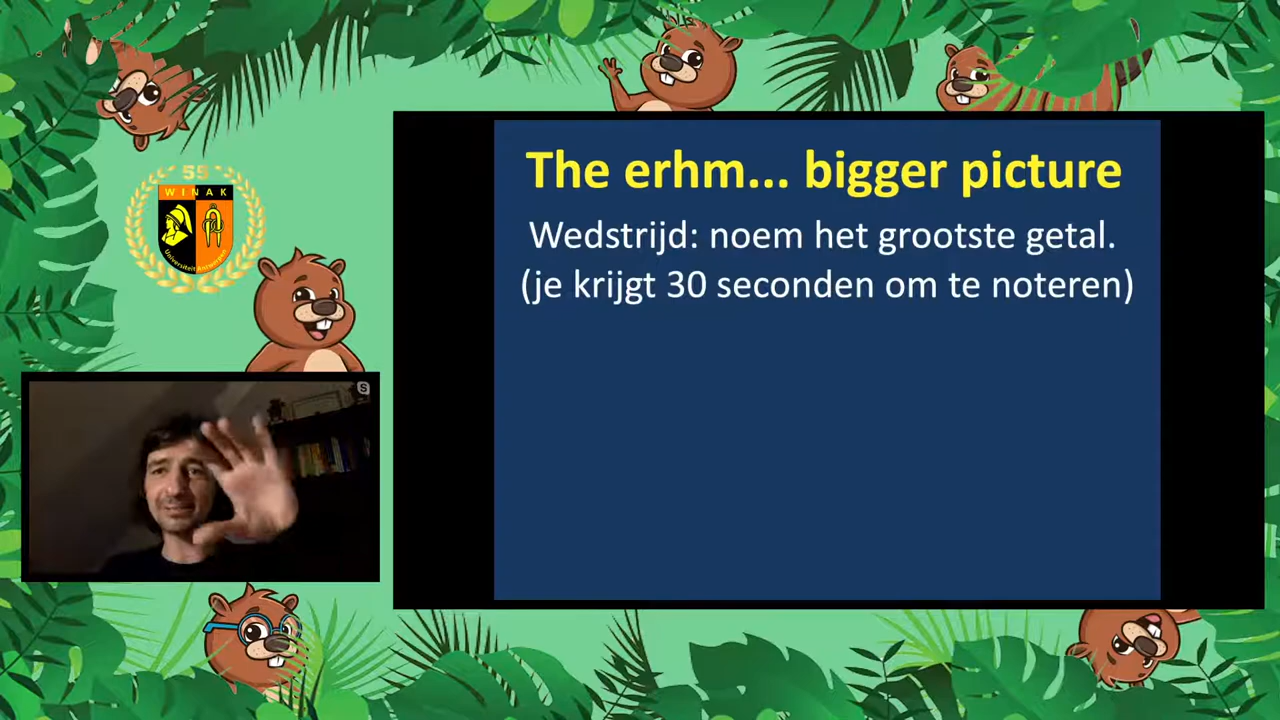 55
WINAK
Universiteit Antwerpen
The erhm... bigger picture
Wedstrijd: noem het grootste getal.
(je krijgt 30 seconden om te noteren)
S